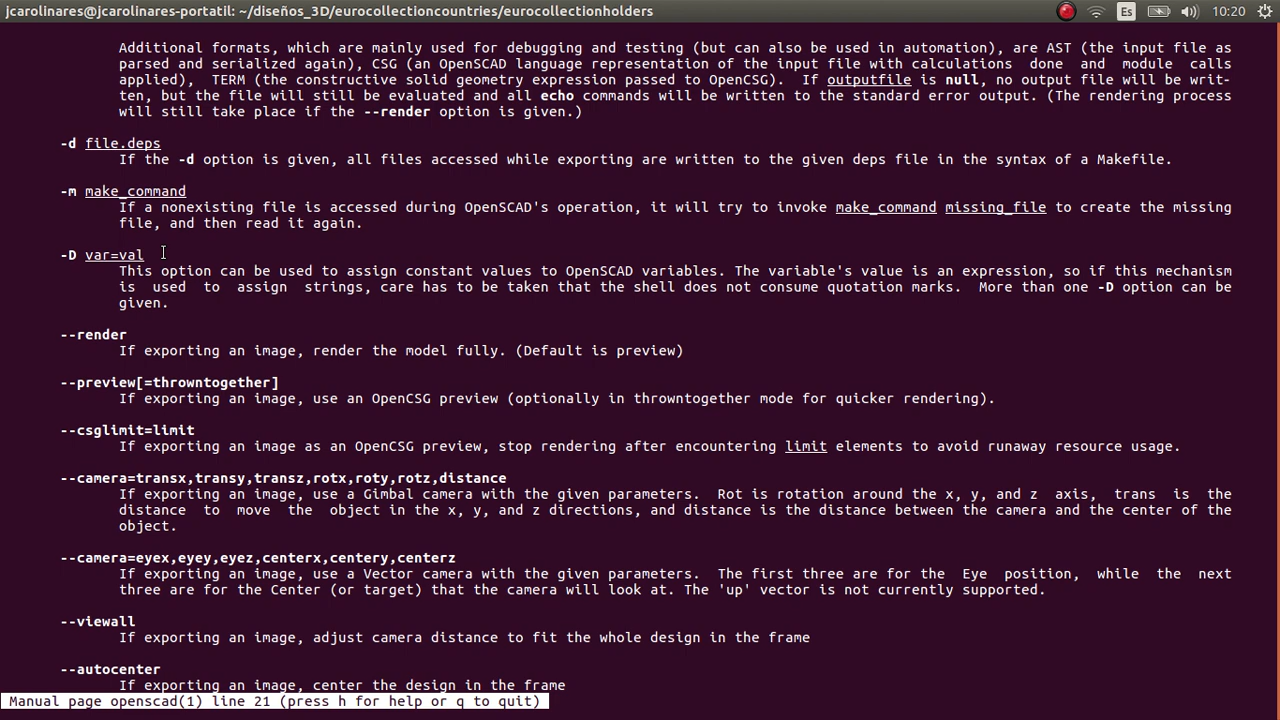 jcarolinares@jcarolinares-portatil: ~/diseños_3D/eurocollectioncountries/eurocollectionholders Es 10:20
Additional formats, which are mainly used for debugging and testing (but can also be used in automation), are AST (the input file as
parsed and serialized again), CSG (an OpenSCAD language representation of the input file with calculations done and module calls
applied), TERM (the constructive solid geometry expression passed to OpenCSG). If outputfile is null, no output file will be writ-
ten, but the file will still be evaluated and all echo commands will be written to the standard error output. (The rendering process
will still take place if the --render option is given.)
-d file.deps
If the -d option is given, all files accessed while exporting are written to the given deps file in the syntax of a Makefile.
-m make_command
If a nonexisting file is accessed during OpenSCAD's operation, it will try to invoke make_command missing_file to create the missing
file, and then read it again.
-D var=val
This option can be used to assign constant values to OpenSCAD variables. The variable's value is an expression, so if this mechanism
is used to assign strings, care has to be taken that the shell does not consume quotation marks. More than one -D option can be
given.
--render
If exporting an image, render the model fully. (Default is preview)
--preview[=throwntogether]
If exporting an image, use an OpenCSG preview (optionally in throwntogether mode for quicker rendering).
--csglimit=limit
If exporting an image as an OpenCSG preview, stop rendering after encountering limit elements to avoid runaway resource usage.
--camera=transx,transy,transz,rotx,roty,rotz,distance
If exporting an image, use a Gimbal camera with the given parameters. Rot is rotation around the x, y, and z axis, trans is the
distance to move the object in the x, y, and z directions, and distance is the distance between the camera and the center of the
object.
--camera=eyex,eyey,eyez,centerx,centery,centerz
If exporting an image, use a Vector camera with the given parameters. The first three are for the Eye position, while the next
three are for the Center (or target) that the camera will look at. The 'up' vector is not currently supported.
--viewall
If exporting an image, adjust camera distance to fit the whole design in the frame
--autocenter
If exporting an image, center the design in the frame
Manual page openscad(1) line 21 (press h for help or q to quit)